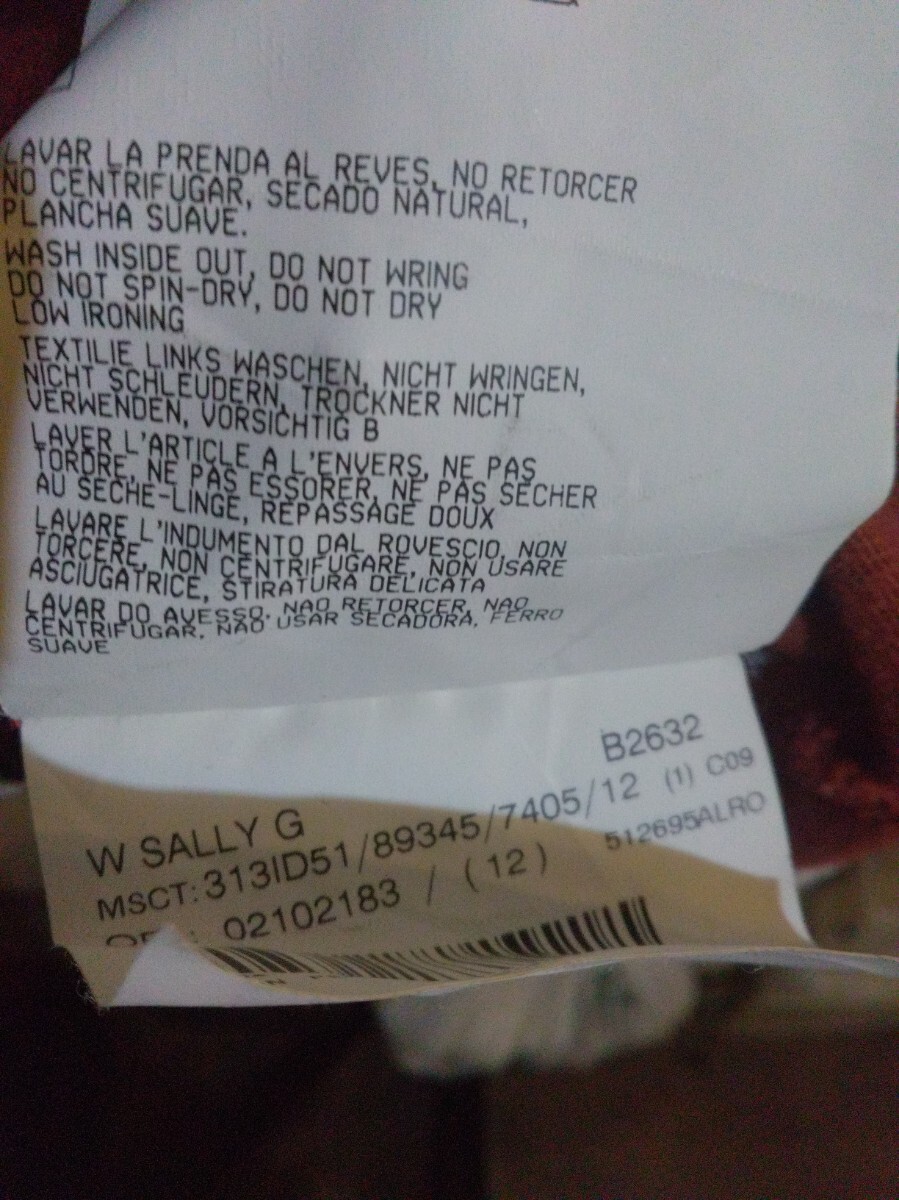 LAVAR LA PRENDA AL REVES, NO RETORCER
NO CENTRIFUGAR, SECADO NATURAL,
PLANCHA SUAVE.
WASH INSIDE OUT, DO NOT WRING
DO NOT SPIN-DRY, DO NOT DRY
LOW IRONING
TEXTILIE LINKS WASCHEN, NICHT WRINGEN,
NICHT SCHLEUDERN, TROCKNER NICHT
VERWENDEN, VORSICHTIG B
LAVER L'ARTICLE A L'ENVERS, NE PAS
TORDRE, NE PAS ESSORER, NE PAS SECHER
AU SECHE-LINGE, REPASSAGE DOUX
LAVARE L'INDUMENTO DAL ROVESCIO, NON
TORCERE, NON CENTRIFUGARE, NON USARE
ASCIUGATRICE, STIRATURA DELICATA
LAVAR DO AVESSO, NAO RETORCER, NAO
CENTRIFUGAR. NAO USAR SECADORA. FERRO
SUAVE
B2632
W SALLY G
MSCT: 313ID51/89345/7405/12 (1) C09
02102183 / (12) 512695ALRO